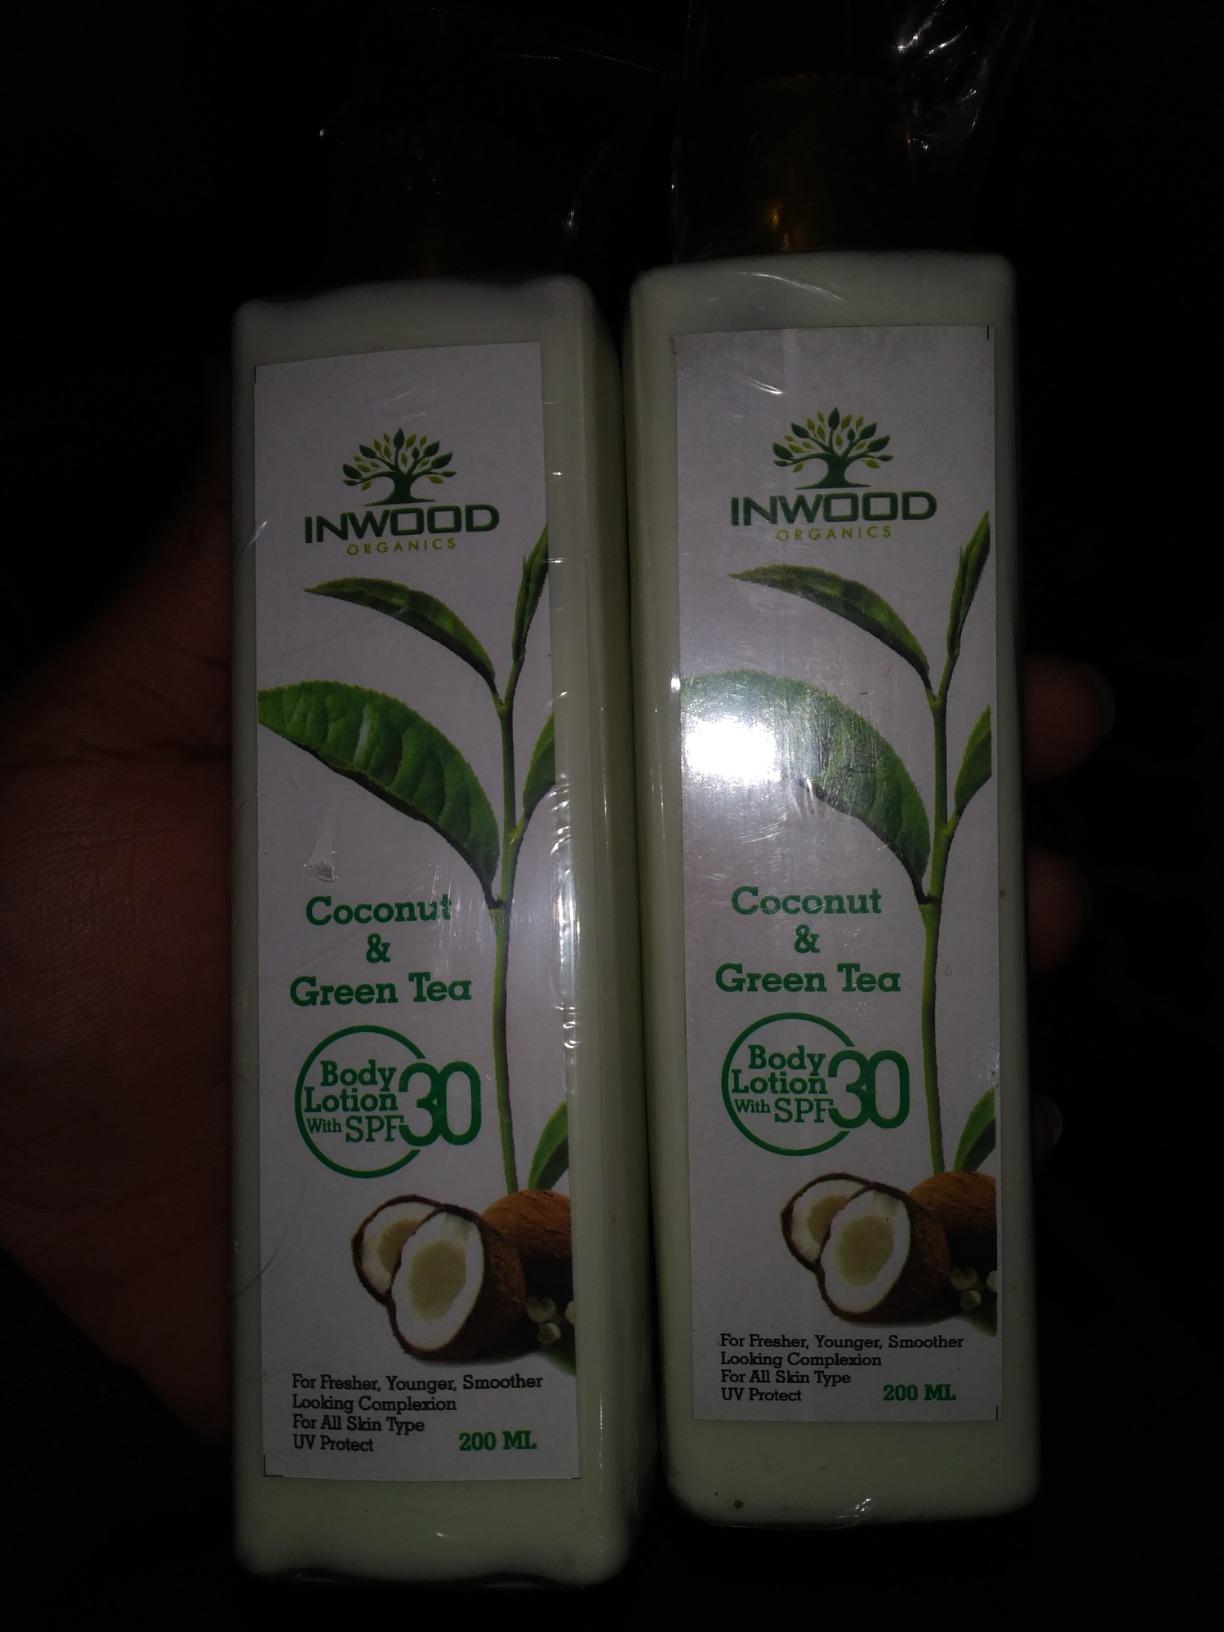 INWOOD
ORGANICS
Coconut
&
Green Tea
Body
Lotion
With SPF 30
For Fresher, Younger, Smoother
Looking Complexion
For All Skin Type
UV Protect
200 ML
INWOOD
ORGANICS
Coconut
&
Green Tea
Body
Lotion
With SPF 30
For Fresher, Younger, Smoother
Looking Complexion
For All Skin Type
UV Protect
200 ML